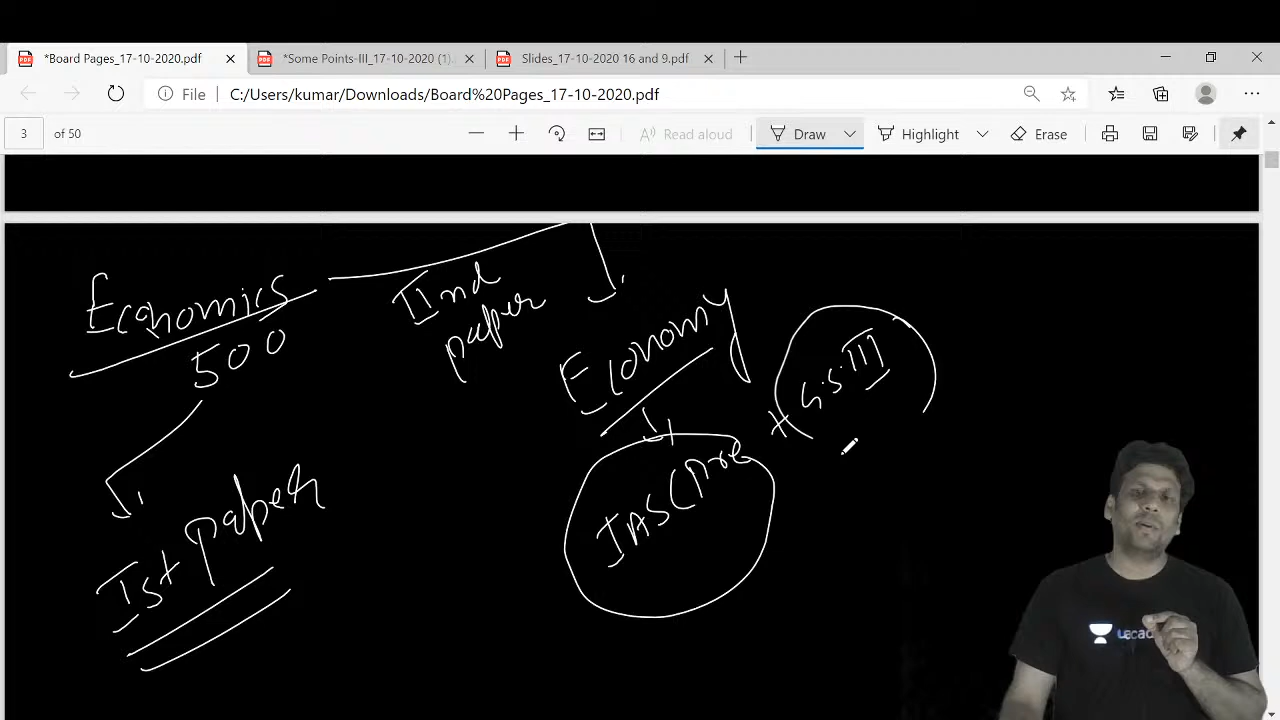 *Board Pages_17-10-2020.pdf
*Some Points-III_17-10-2020 (1).
Slides_17-10-2020 16 and 9.pdf
File
C:/Users/kumar/Downloads/Board%20Pages_17-10-2020.pdf
3 of 50
Read aloud
Draw
Highlight
Erase
Economics
500
IInd
paper
Economy
+ G.S.III
IAS (Pre
Ist paper